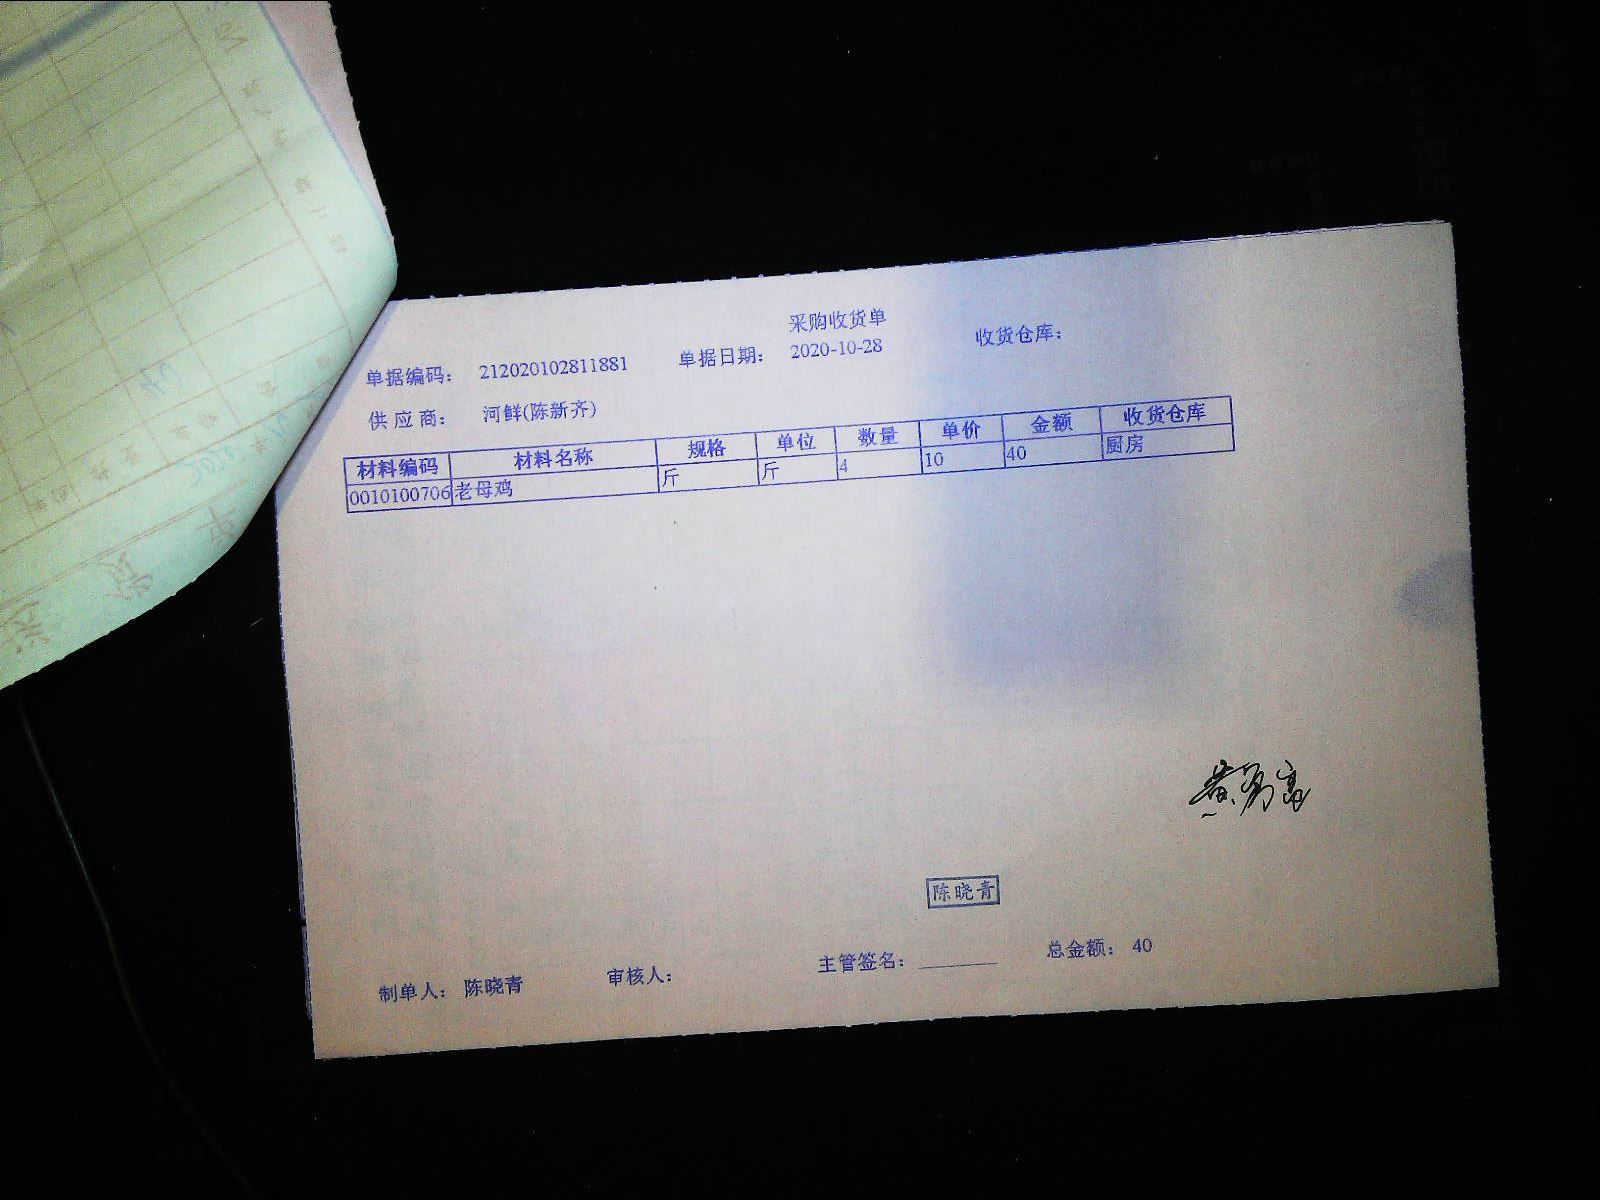 采购收货单
单据编码： 212020102811881 单据日期： 2020-10-28 收货仓库：
供应商： 河鲜(陈新齐)
材料编码 材料名称 规格 单位 数量 单价 金额 收货仓库
0010100706 老母鸡 斤 斤 4 10 40 厨房
陈晓青
制单人： 陈晓青 审核人： 主管签名： 总金额： 40